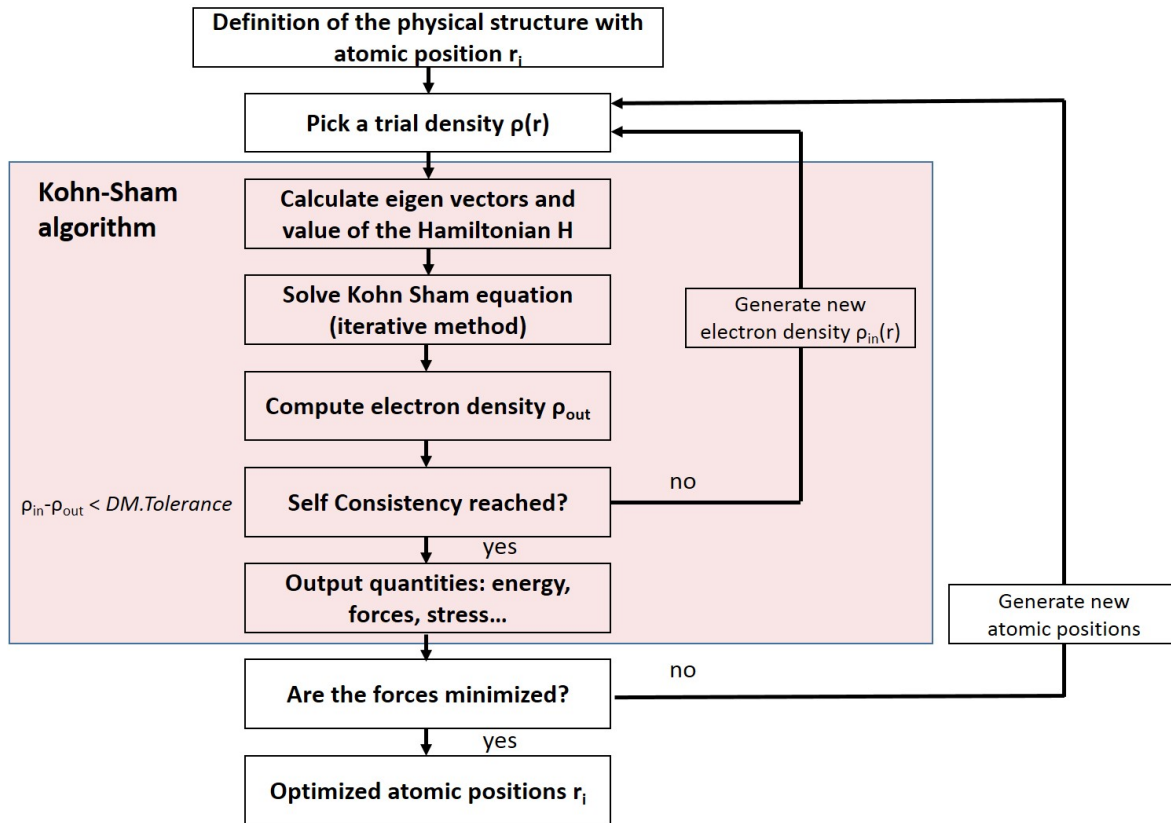 Definition of the physical structure with
atomic position rᵢ
Pick a trial density ρ(r)
Kohn-Sham
algorithm
Calculate eigen vectors and
value of the Hamiltonian H
Solve Kohn Sham equation
(iterative method)
Generate new
electron density ρᵢₙ(r)
Compute electron density ρₒᵤₜ
ρᵢₙ-ρₒᵤₜ < DM.Tolerance
Self Consistency reached?
no
yes
Output quantities: energy,
forces, stress...
Generate new
atomic positions
Are the forces minimized?
no
yes
Optimized atomic positions rᵢ